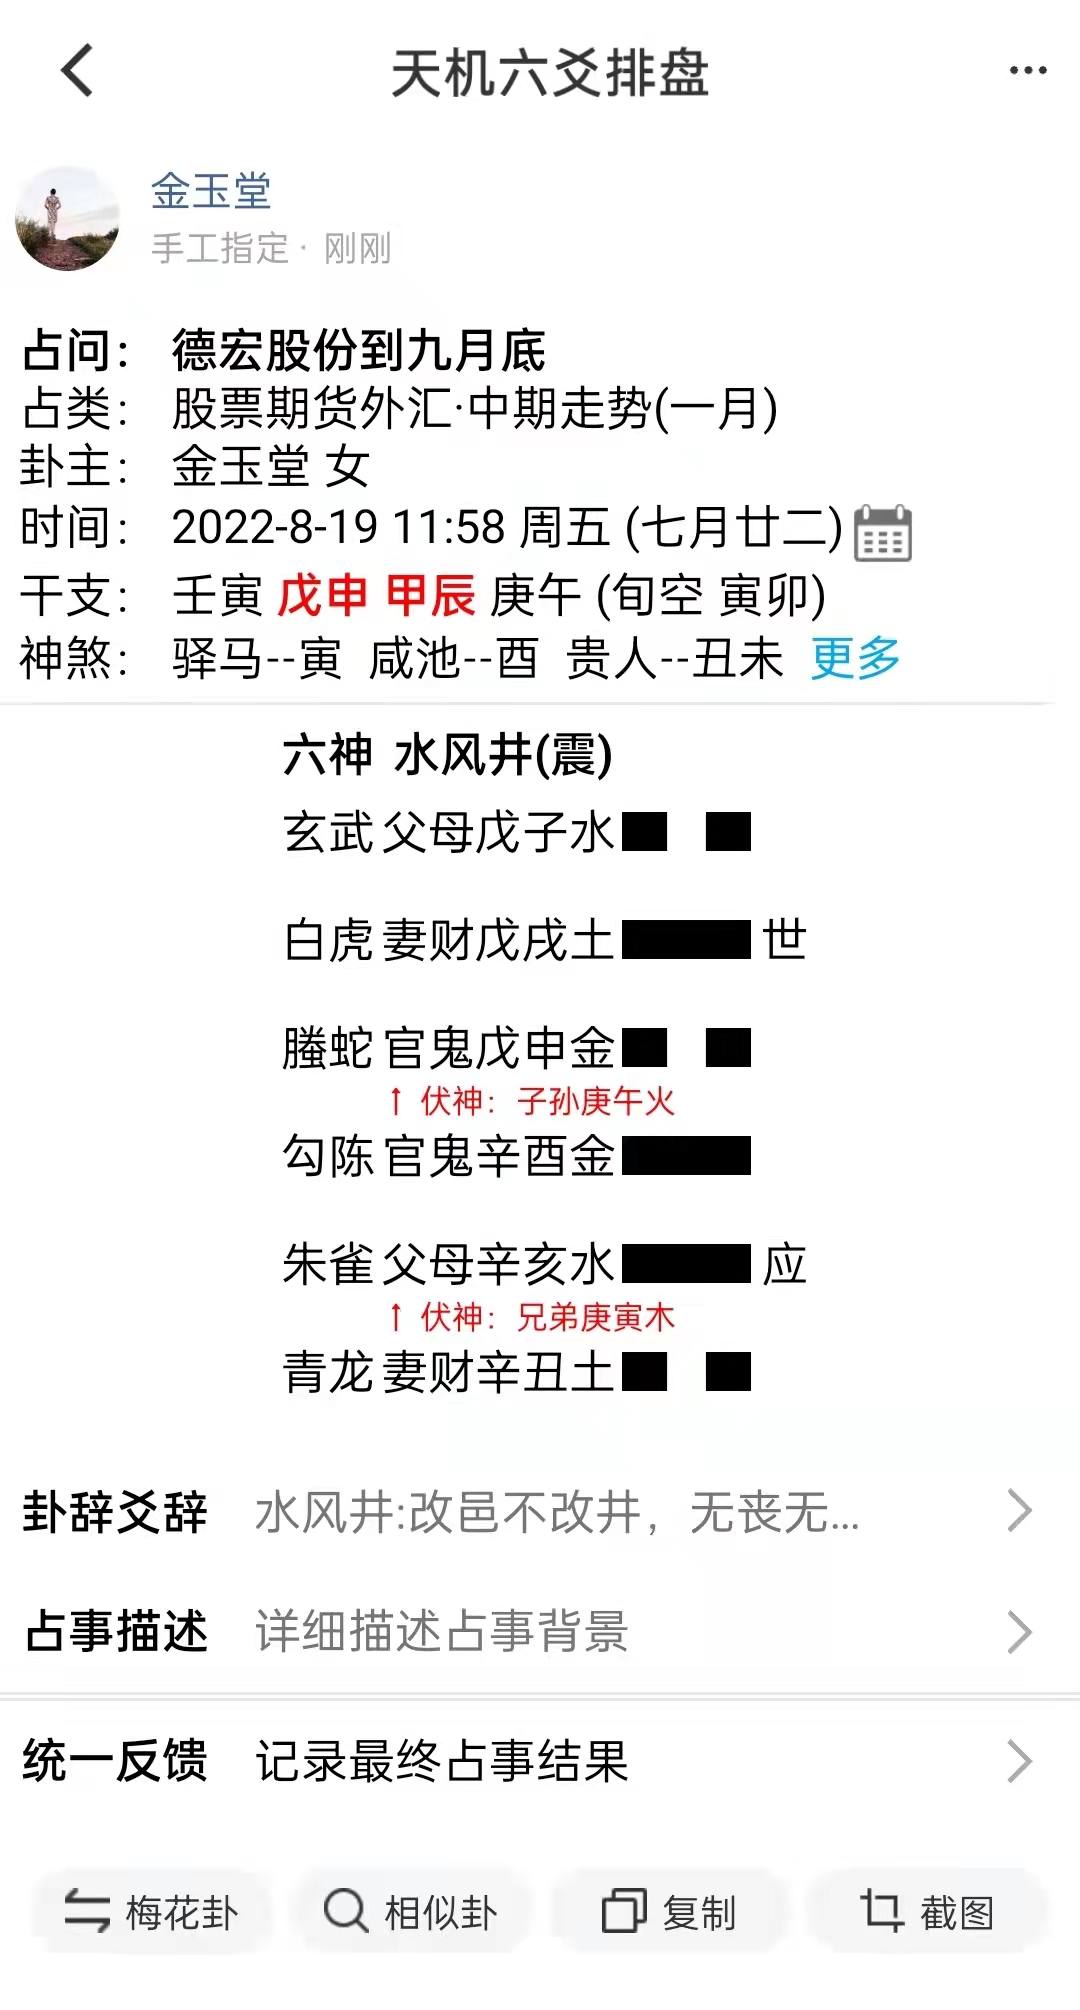 天机六爻排盘
金玉堂
手工指定· 刚刚
占问： 德宏股份到九月底
占类： 股票期货外汇·中期走势(一月)
卦主： 金玉堂 女
时间： 2022-8-19 11:58 周五 (七月廿二)
干支： 壬寅 戊申 甲辰 庚午 (旬空 寅卯)
神煞： 驿马--寅 咸池--酉 贵人--丑未 更多
六神 水风井(震)
玄武 父母戊子水
白虎 妻财戊戌土 世
螣蛇 官鬼戊申金
↑ 伏神：子孙庚午火
勾陈 官鬼辛酉金
朱雀 父母辛亥水 应
↑ 伏神：兄弟庚寅木
青龙 妻财辛丑土
卦辞爻辞 水风井:改邑不改井，无丧无...
占事描述 详细描述占事背景
统一反馈 记录最终占事结果
梅花卦 相似卦 复制 截图